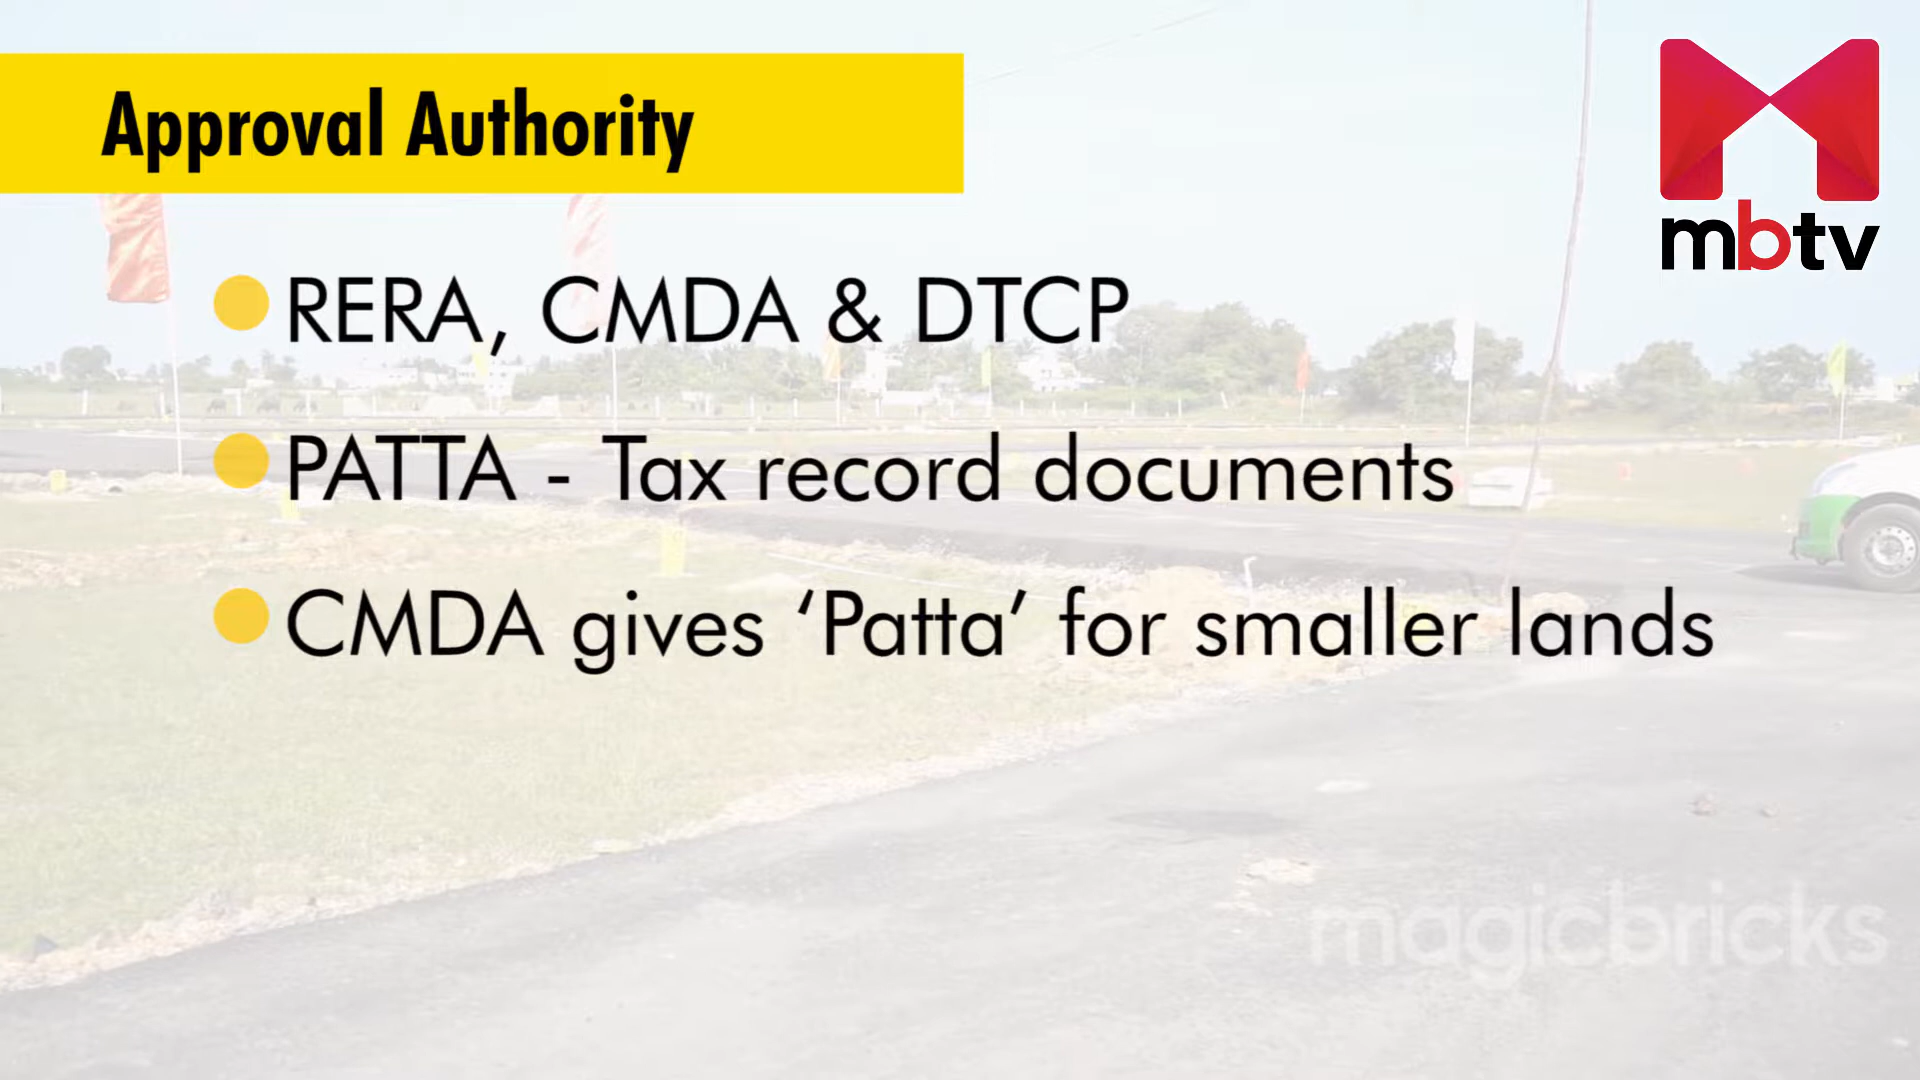 Approval Authority
mbtv
RERA, CMDA & DTCP
PATTA - Tax record documents
CMDA gives ‘Patta’ for smaller lands
magicbricks